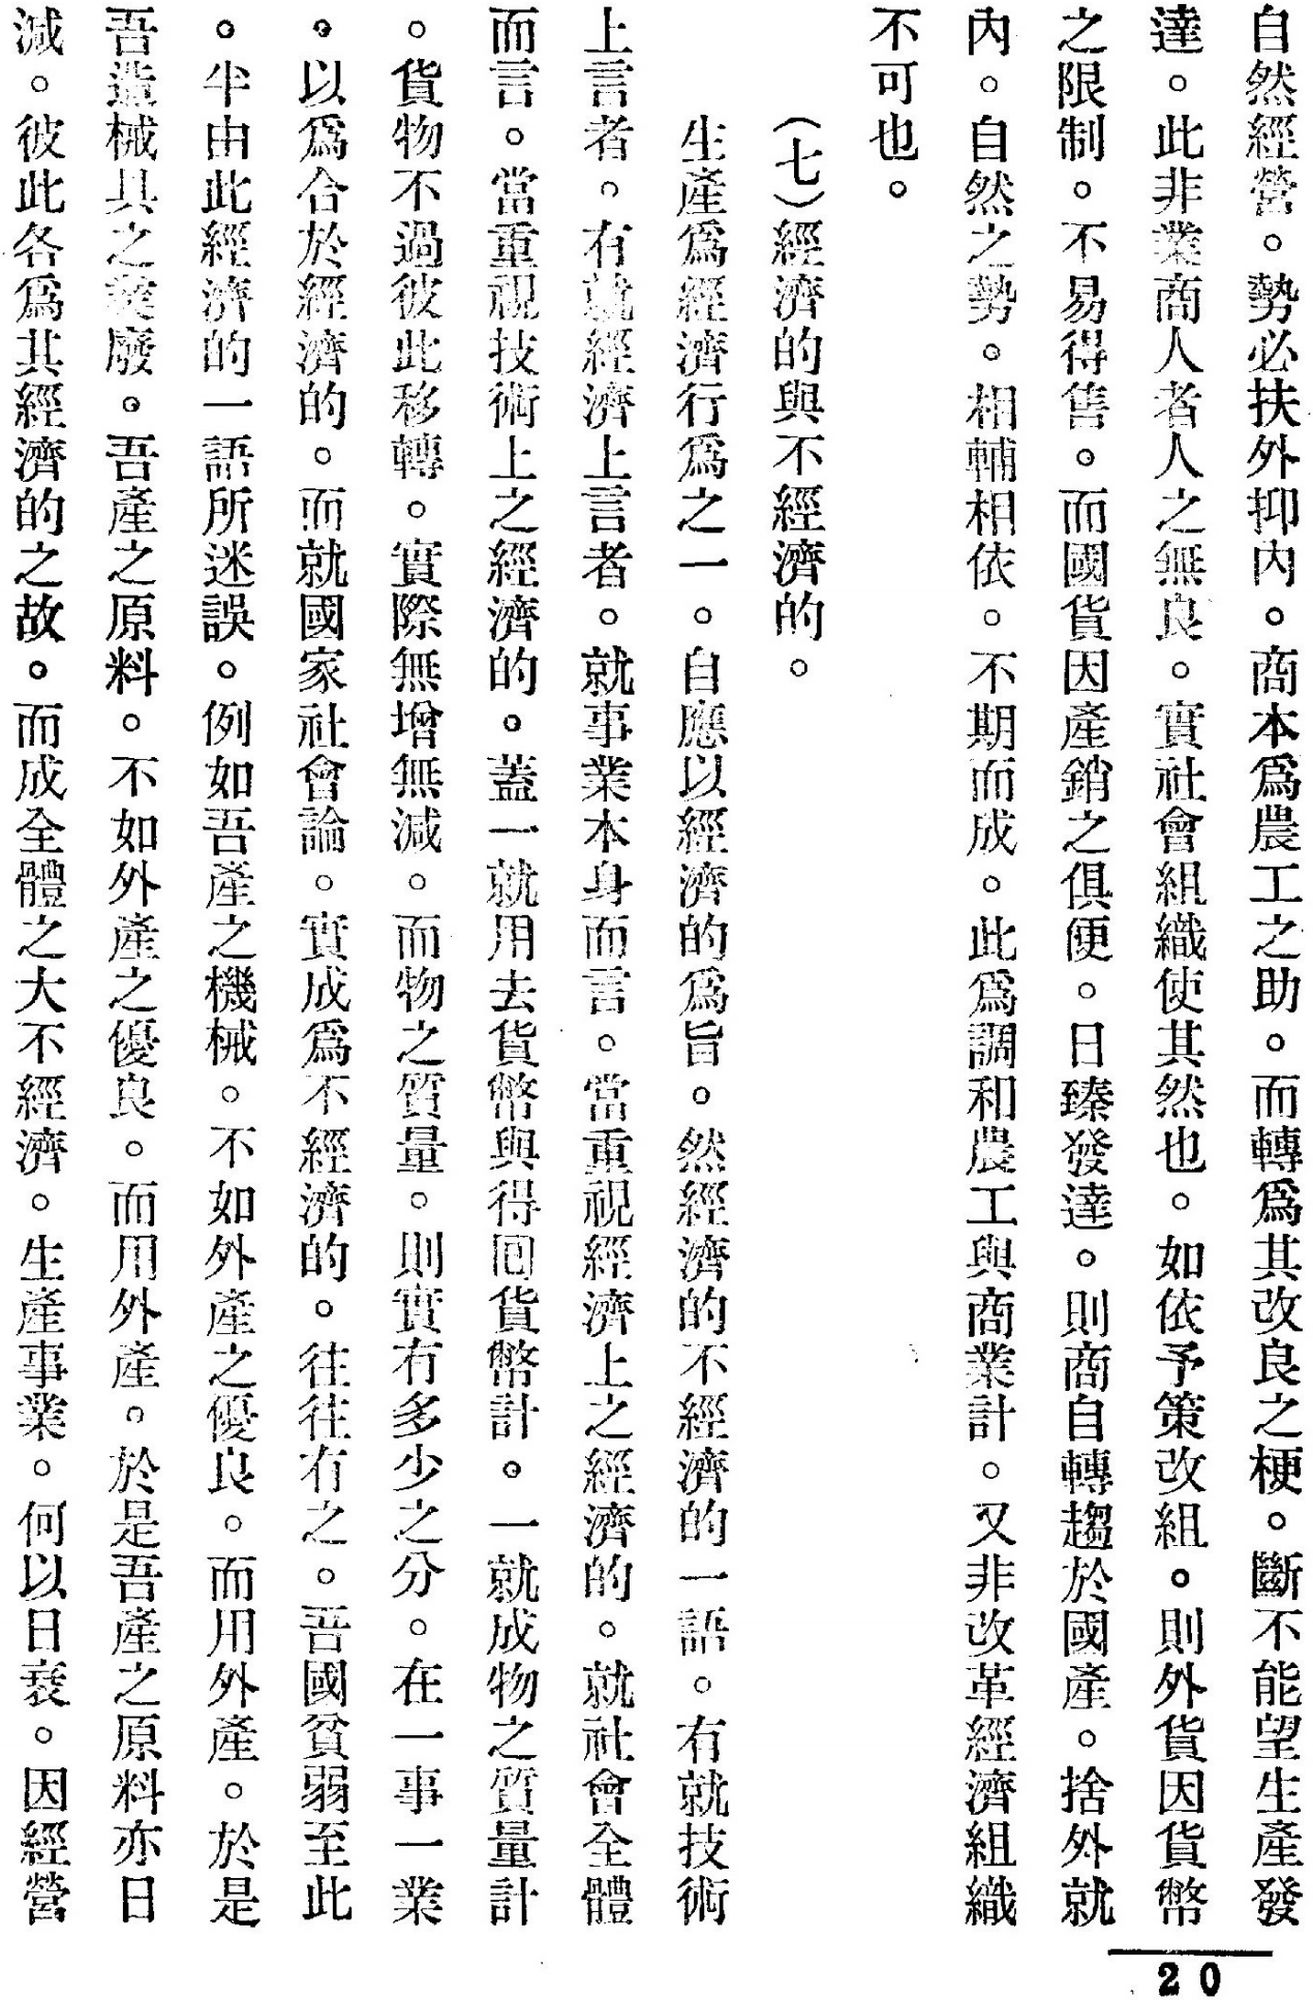 自然經營。勢必扶外抑內。商本爲農工之助。而轉爲其改良之梗。斷不能望生產發
達。此非業商人者人之無良。實社會組織使其然也。如依予策改組。則外貨因貨幣
之限制。不易得售。而國貨因產銷之俱便。日臻發達。則商自轉趨於國產。捨外就
內。自然之勢。相輔相依。不期而成。此爲調和農工與商業計。又非改革經濟組織
不可也。
（七）經濟的與不經濟的。
生產爲經濟行爲之一。自應以經濟的爲旨。然經濟的不經濟的一語。有就技術
上言者。有就經濟上言者。就事業本身而言。當重視經濟上之經濟的。就社會全體
而言。當重視技術上之經濟的。蓋一就用去貨幣與得囘貨幣計。一就成物之質量計
。貨物不過彼此移轉。實際無增無減。而物之質量。則實有多少之分。在一事一業
。以爲合於經濟的。而就國家社會論。實成爲不經濟的。往往有之。吾國貧弱至此
。半由此經濟的一語所迷誤。例如吾產之機械。不如外產之優良。而用外產。於是
吾造械具之業廢。吾產之原料。不如外產之優良。而用外產。於是吾產之原料亦日
減。彼此各爲其經濟的之故。而成全體之大不經濟。生產事業。何以日衰。因經營
20